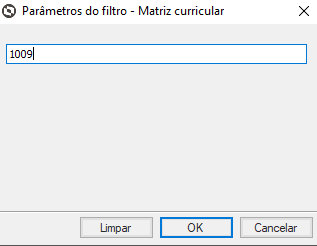 Parâmetros do filtro - Matriz curricular
1009
Limpar OK Cancelar